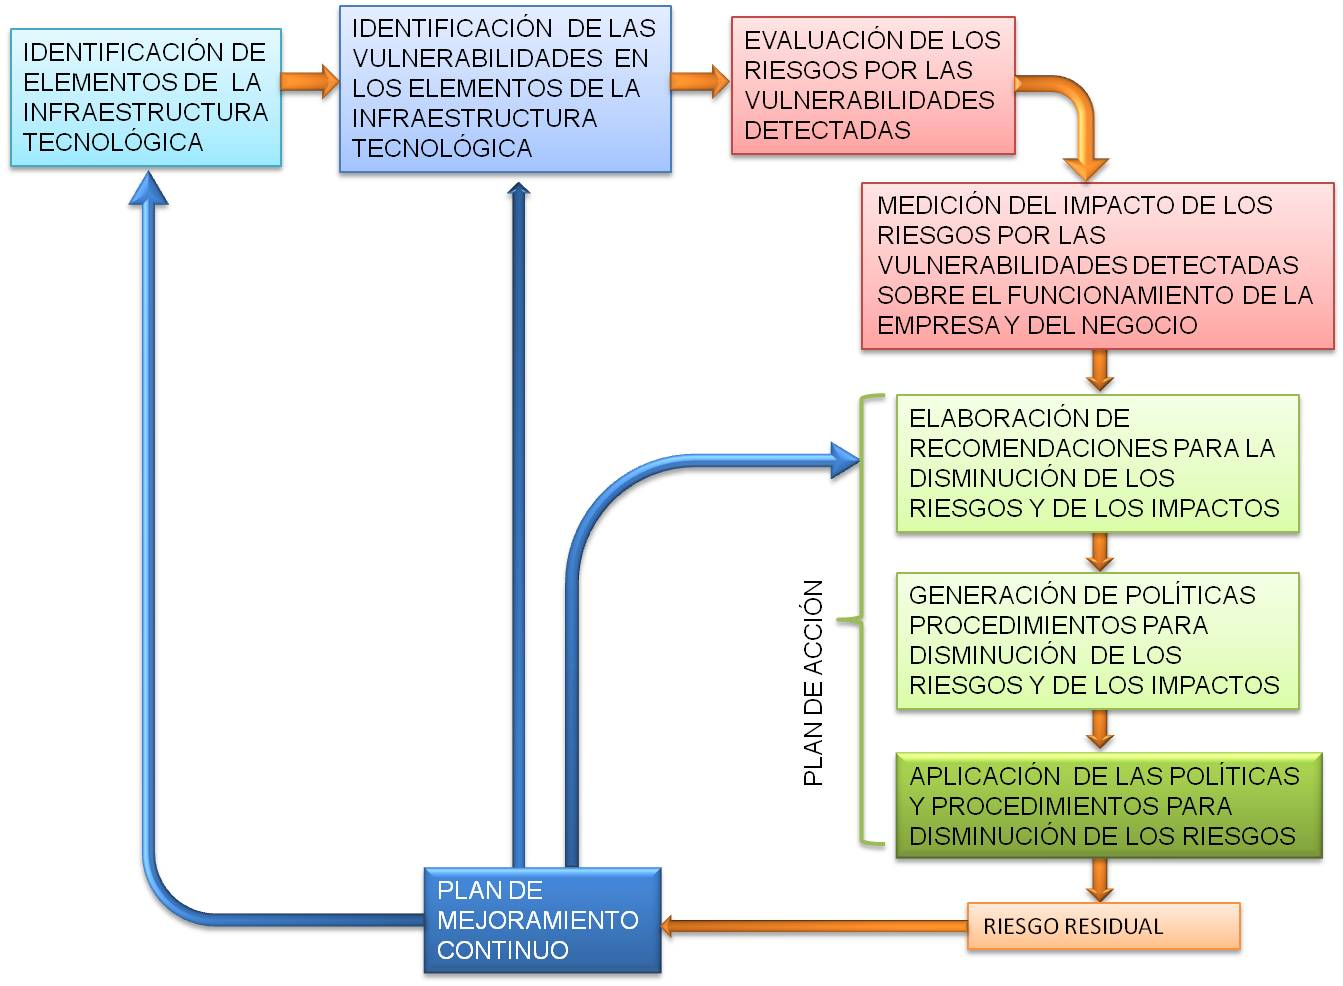 IDENTIFICACIÓN DE
ELEMENTOS DE LA
INFRAESTRUCTURA
TECNOLÓGICA
IDENTIFICACIÓN DE LAS
VULNERABILIDADES EN
LOS ELEMENTOS DE LA
INFRAESTRUCTURA
TECNOLÓGICA
EVALUACIÓN DE LOS
RIESGOS POR LAS
VULNERABILIDADES
DETECTADAS
MEDICIÓN DEL IMPACTO DE LOS
RIESGOS POR LAS
VULNERABILIDADES DETECTADAS
SOBRE EL FUNCIONAMIENTO DE LA
EMPRESA Y DEL NEGOCIO
PLAN DE ACCIÓN
ELABORACIÓN DE
RECOMENDACIONES PARA LA
DISMINUCIÓN DE LOS
RIESGOS Y DE LOS IMPACTOS
GENERACIÓN DE POLÍTICAS
PROCEDIMIENTOS PARA
DISMINUCIÓN DE LOS
RIESGOS Y DE LOS IMPACTOS
APLICACIÓN DE LAS POLÍTICAS
Y PROCEDIMIENTOS PARA
DISMINUCIÓN DE LOS RIESGOS
RIESGO RESIDUAL
PLAN DE
MEJORAMIENTO
CONTINUO